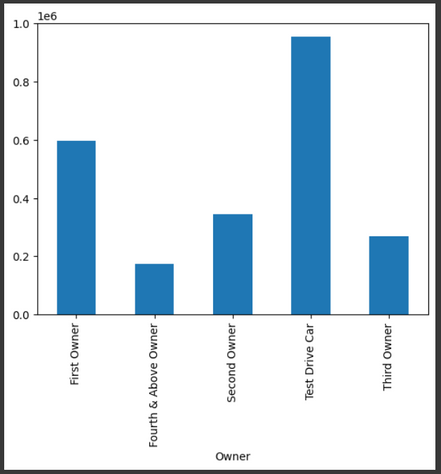 1e6
1.0
0.8
0.6
0.4
0.2
0.0
First Owner
Fourth & Above Owner
Second Owner
Test Drive Car
Third Owner
Owner